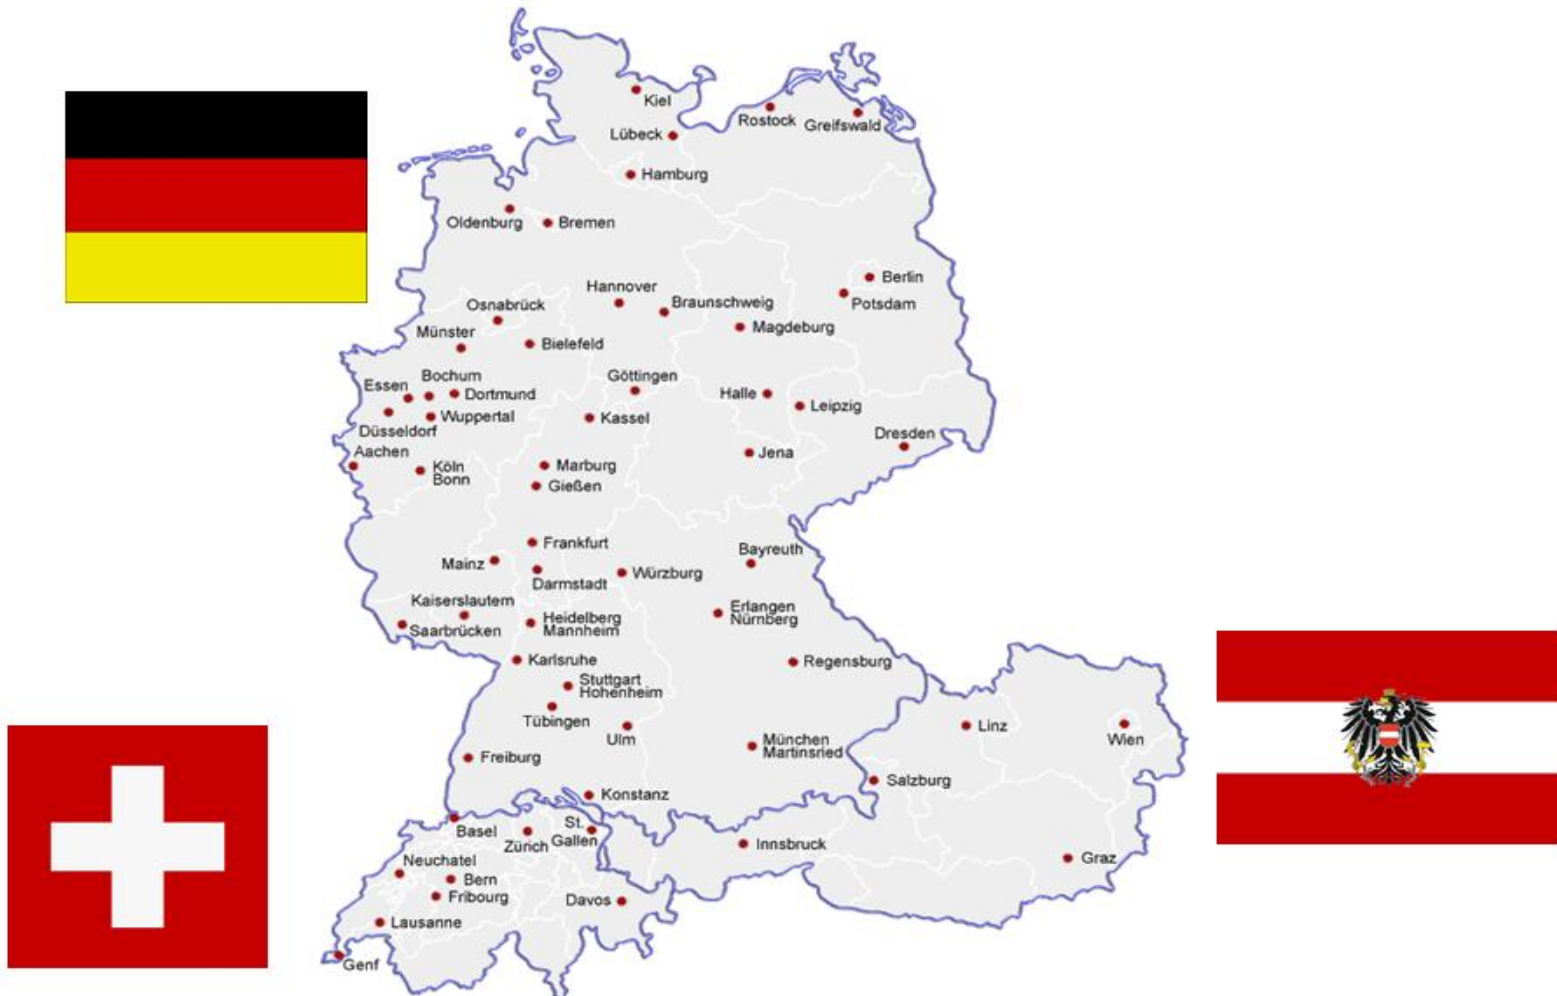 Kiel
Rostock
Greifswald
Lübeck
Hamburg
Oldenburg
Bremen
Berlin
Hannover
Braunschweig
Potsdam
Osnabrück
Magdeburg
Münster
Bielefeld
Bochum
Göttingen
Essen
Dortmund
Halle
Leipzig
Wuppertal
Kassel
Düsseldorf
Dresden
Aachen
Jena
Köln
Bonn
Marburg
Gießen
Frankfurt
Bayreuth
Mainz
Würzburg
Darmstadt
Kaiserslautern
Erlangen
Nürnberg
Heidelberg
Mannheim
Saarbrücken
Karlsruhe
Regensburg
Stuttgart
Hohenheim
Tübingen
Linz
Ulm
Wien
München
Martinsried
Freiburg
Salzburg
Konstanz
Basel
St.
Gallen
Zürich
Innsbruck
Neuchatel
Graz
Bern
Fribourg
Davos
Lausanne
Genf